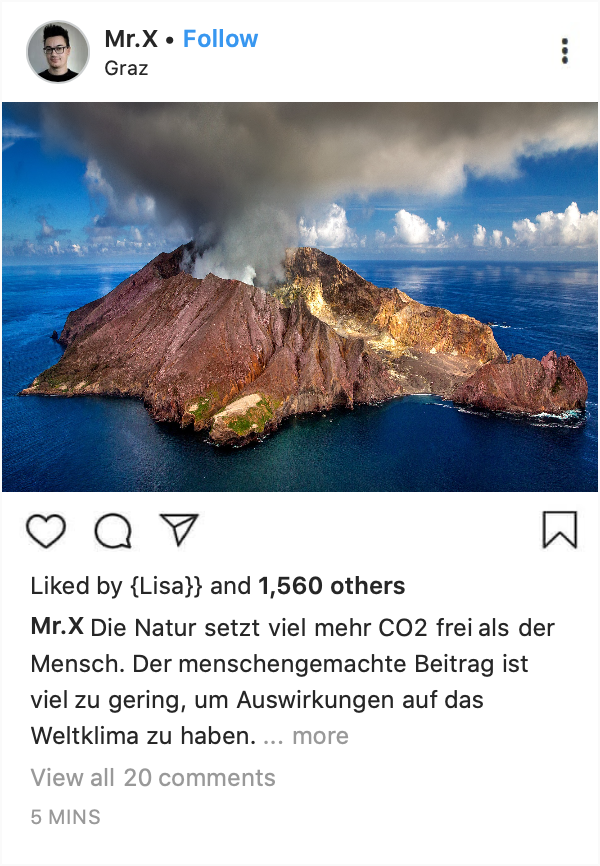 Mr.X • Follow
Graz
Liked by {Lisa}} and 1,560 others
Mr.X Die Natur setzt viel mehr CO2 frei als der
Mensch. Der menschengemachte Beitrag ist
viel zu gering, um Auswirkungen auf das
Weltklima zu haben. ... more
View all 20 comments
5 MINS